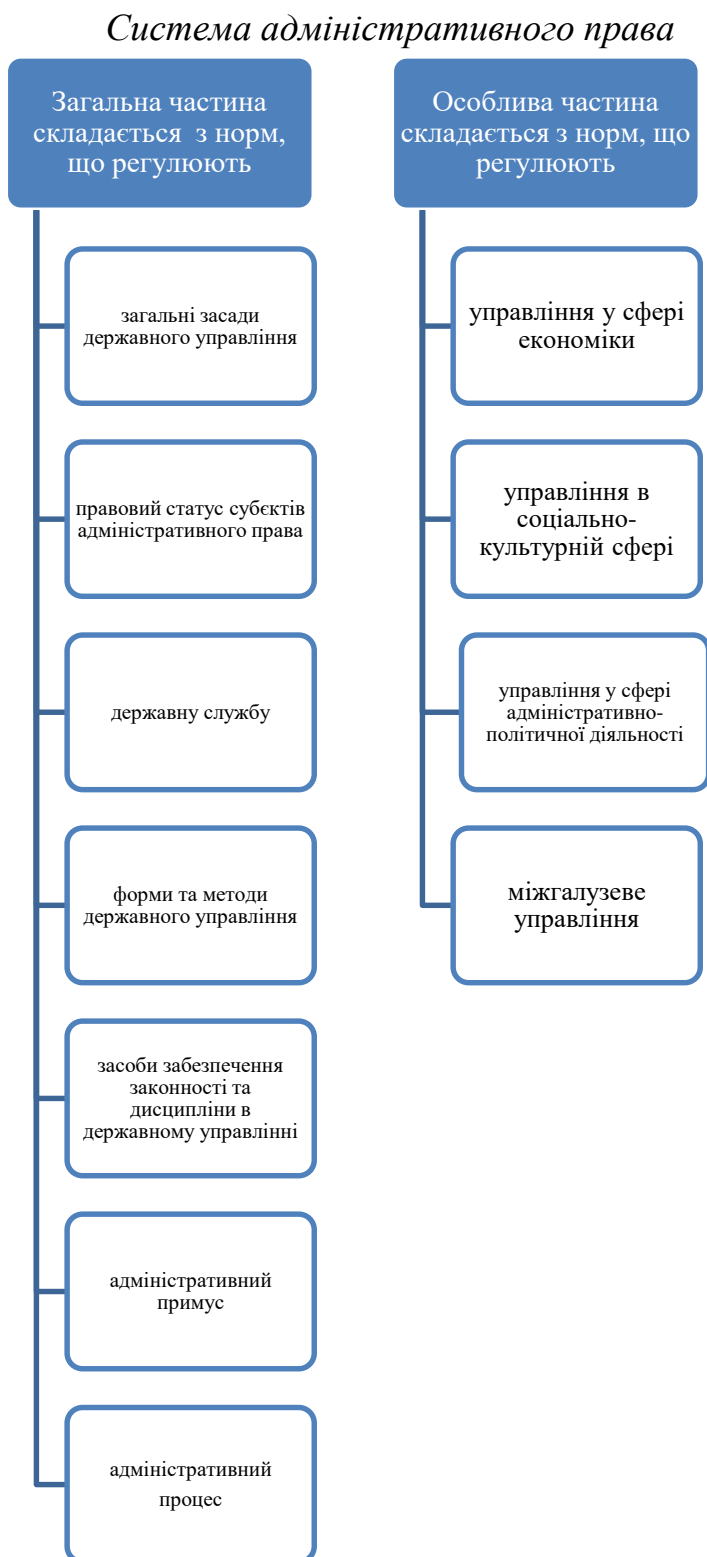 Система адміністративного права
Загальна частина
складається з норм,
що регулюють
загальні засади
державного управління
правовий статус субєктів
адміністративного права
державну службу
форми та методи
державного управління
засоби забезпечення
законності та
дисципліни в
державному управлінні
адміністративний
примус
адміністративний
процес
Особлива частина
складається з норм, що
регулюють
управління у сфері
економіки
управління в
соціально-
культурній сфері
управління у сфері
адміністративно-
політичної діяльності
міжгалузеве
управління